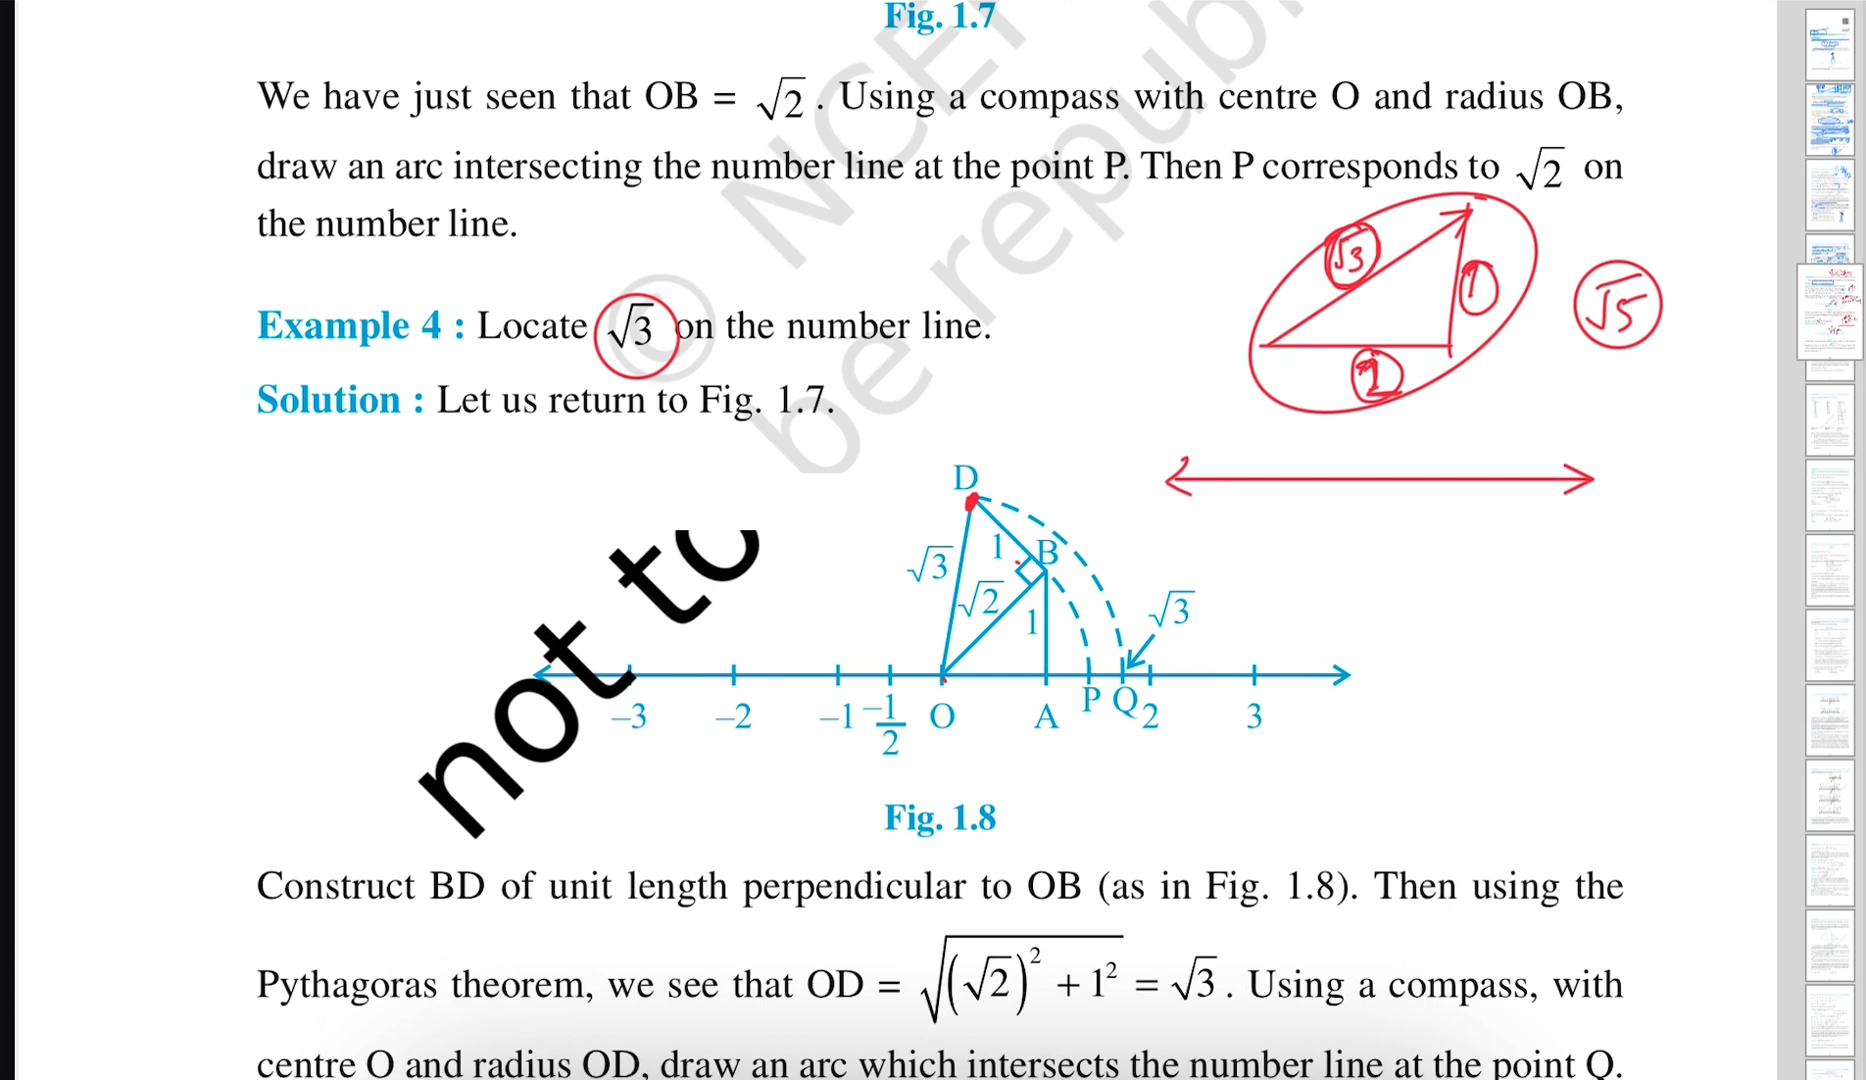 Fig. 1.7
We have just seen that OB = √2 . Using a compass with centre O and radius OB,
draw an arc intersecting the number line at the point P. Then P corresponds to √2 on
the number line.
√3
1
√5
Example 4 : Locate √3 on the number line.
Solution : Let us return to Fig. 1.7.
D
√3 1 B
√2 1 √3
–3 –2 –1 –1/2 O A P Q 2 3
Fig. 1.8
Construct BD of unit length perpendicular to OB (as in Fig. 1.8). Then using the
Pythagoras theorem, we see that OD = √((√2)² + 1²) = √3 . Using a compass, with
centre O and radius OD, draw an arc which intersects the number line at the point Q.
© NCE
be republ
not to